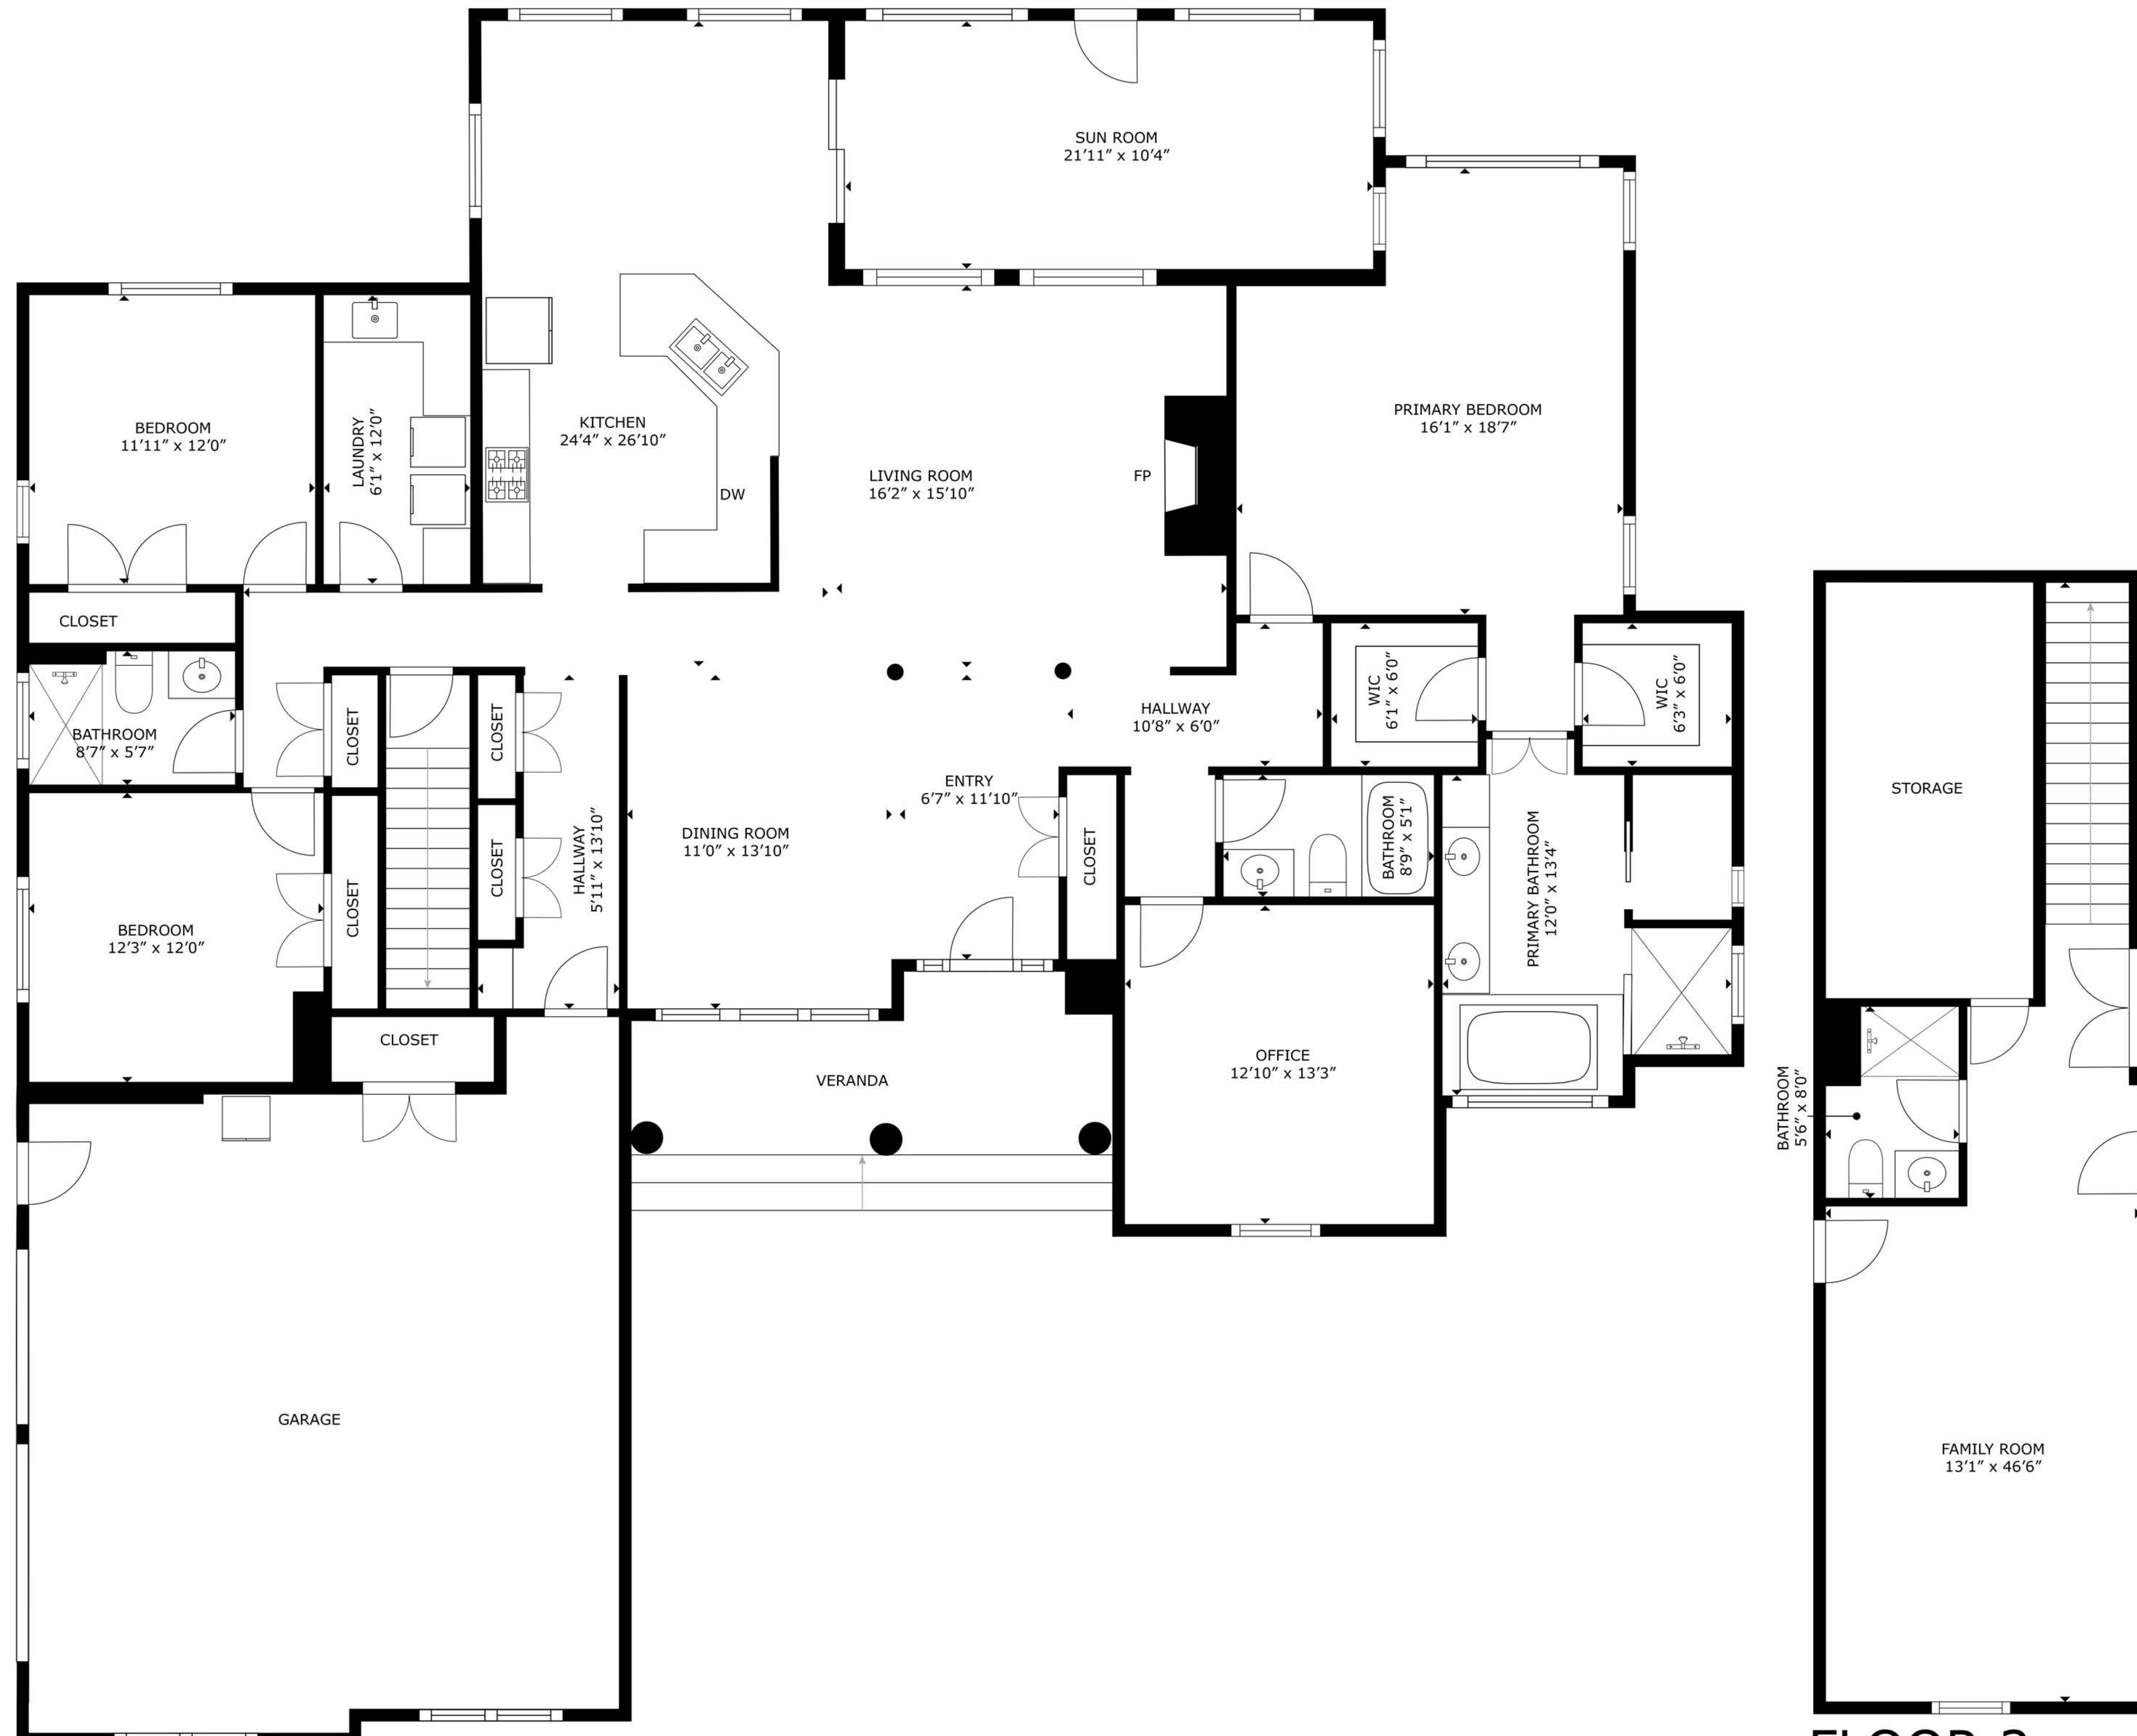 SUN ROOM
21′11″ x 10′4″
BEDROOM
11′11″ x 12′0″
LAUNDRY
6′1″ x 12′0″
KITCHEN
24′4″ x 26′10″
DW
LIVING ROOM
16′2″ x 15′10″
FP
PRIMARY BEDROOM
16′1″ x 18′7″
CLOSET
BATHROOM
8′7″ x 5′7″
CLOSET
CLOSET
HALLWAY
10′8″ x 6′0″
WIC
6′1″ x 6′0″
WIC
6′3″ x 6′0″
ENTRY
6′7″ x 11′10″
DINING ROOM
11′0″ x 13′10″
HALLWAY
5′11″ x 13′10″
CLOSET
CLOSET
BATHROOM
8′9″ x 5′1″
PRIMARY BATHROOM
12′0″ x 13′4″
BEDROOM
12′3″ x 12′0″
CLOSET
CLOSET
VERANDA
OFFICE
12′10″ x 13′3″
GARAGE
STORAGE
BATHROOM
5′6″ x 8′0″
FAMILY ROOM
13′1″ x 46′6″
FLOOR 2